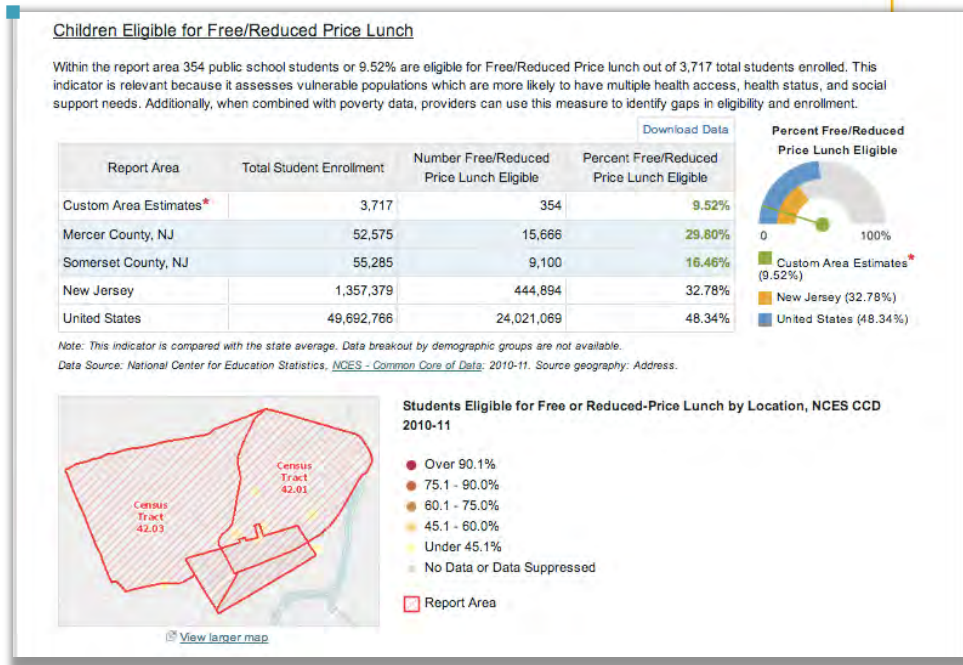 Children Eligible for Free/Reduced Price Lunch
Within the report area 354 public school students or 9.52% are eligible for Free/Reduced Price lunch out of 3,717 total students enrolled. This
indicator is relevant because it assesses vulnerable populations which are more likely to have multiple health access, health status, and social
support needs. Additionally, when combined with poverty data, providers can use this measure to identify gaps in eligibility and enrollment.
Download Data
Report Area Total Student Enrollment Number Free/Reduced Price Lunch Eligible Percent Free/Reduced Price Lunch Eligible
Custom Area Estimates* 3,717 354 9.52%
Mercer County, NJ 52,575 15,666 29.80%
Somerset County, NJ 55,285 9,100 16.46%
New Jersey 1,357,379 444,894 32.78%
United States 49,692,766 24,021,069 48.34%
Percent Free/Reduced
Price Lunch Eligible
0 100%
Custom Area Estimates*
(9.52%)
New Jersey (32.78%)
United States (48.34%)
Note: This indicator is compared with the state average. Data breakout by demographic groups are not available.
Data Source: National Center for Education Statistics, NCES - Common Core of Data: 2010-11. Source geography: Address.
Census
Tract
42.03
Census
Tract
42.01
View larger map
Students Eligible for Free or Reduced-Price Lunch by Location, NCES CCD
2010-11
Over 90.1%
75.1 - 90.0%
60.1 - 75.0%
45.1 - 60.0%
Under 45.1%
No Data or Data Suppressed
Report Area